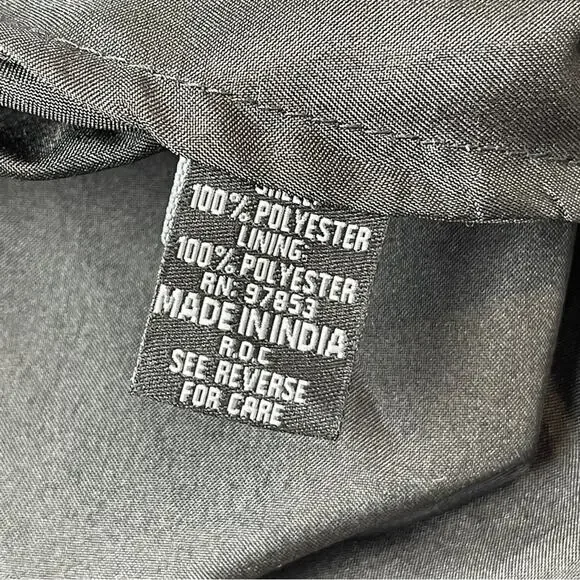 100% POLYESTER
LINING:
100% POLYESTER
RN: 97853
MADE IN INDIA
R.O.C
SEE REVERSE
FOR CARE